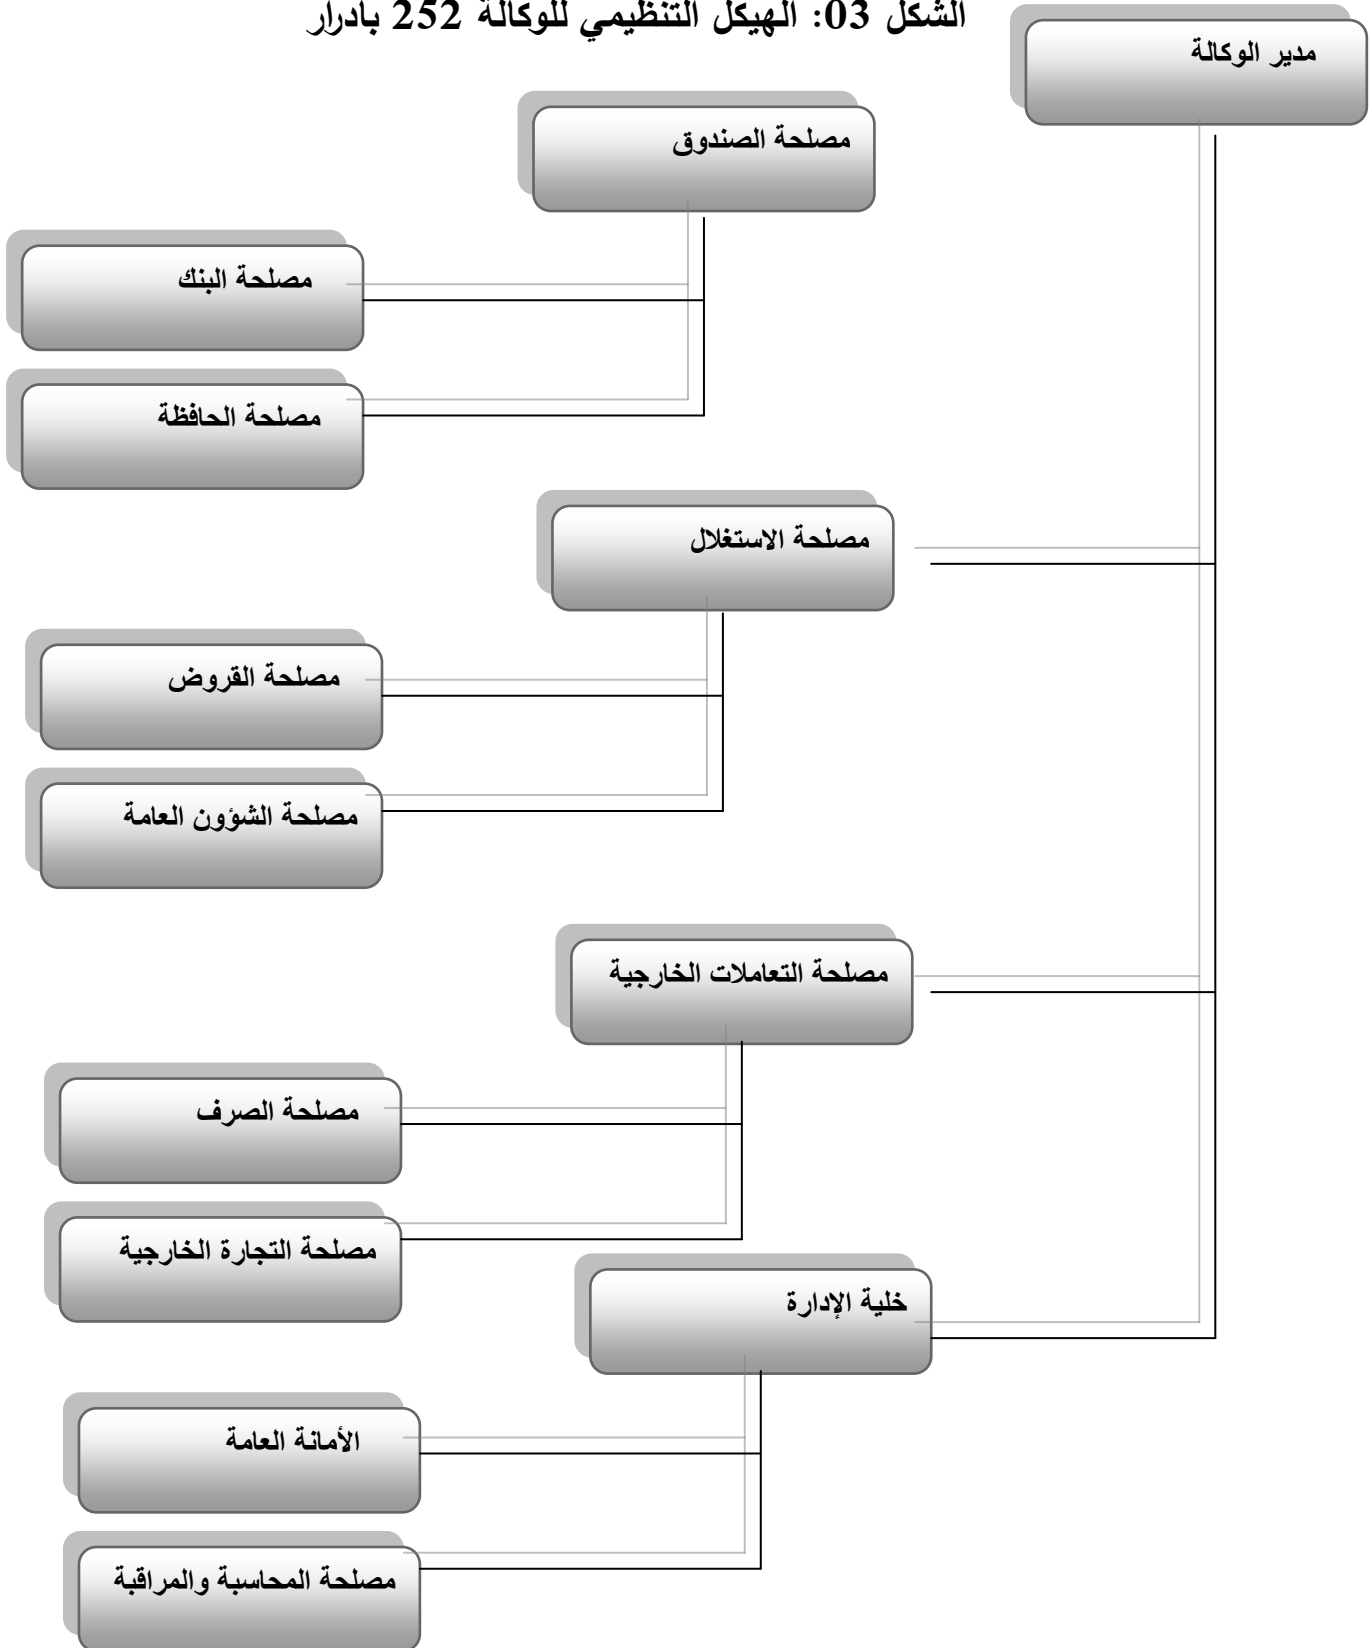 الشكل 03: الهيكل التنظيمي للوكالة 252 بأدرار
مدير الوكالة
مصلحة الصندوق
مصلحة البنك
مصلحة الحافظة
مصلحة الاستغلال
مصلحة القروض
مصلحة الشؤون العامة
مصلحة التعاملات الخارجية
مصلحة الصرف
مصلحة التجارة الخارجية
خلية الإدارة
الأمانة العامة
مصلحة المحاسبة والمراقبة